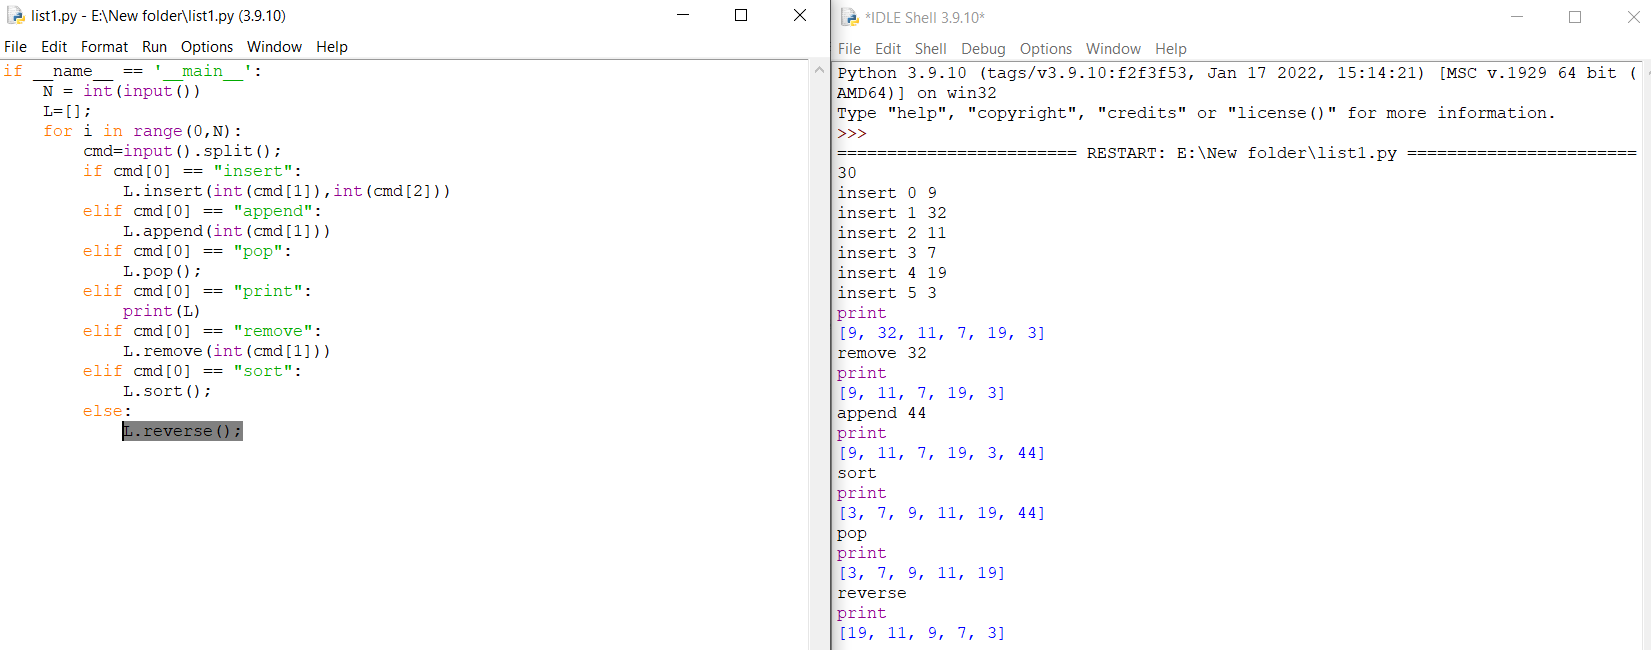 list1.py - E:\New folder\list1.py (3.9.10)
File Edit Format Run Options Window Help
if __name__ == '__main__':
    N = int(input())
    L=[];
    for i in range(0,N):
        cmd=input().split();
        if cmd[0] == "insert":
            L.insert(int(cmd[1]),int(cmd[2]))
        elif cmd[0] == "append":
            L.append(int(cmd[1]))
        elif cmd[0] == "pop":
            L.pop();
        elif cmd[0] == "print":
            print(L)
        elif cmd[0] == "remove":
            L.remove(int(cmd[1]))
        elif cmd[0] == "sort":
            L.sort();
        else:
            L.reverse();
*IDLE Shell 3.9.10*
File Edit Shell Debug Options Window Help
Python 3.9.10 (tags/v3.9.10:f2f3f53, Jan 17 2022, 15:14:21) [MSC v.1929 64 bit (
AMD64)] on win32
Type "help", "copyright", "credits" or "license()" for more information.
>>>
======================== RESTART: E:\New folder\list1.py =======================
30
insert 0 9
insert 1 32
insert 2 11
insert 3 7
insert 4 19
insert 5 3
print
[9, 32, 11, 7, 19, 3]
remove 32
print
[9, 11, 7, 19, 3]
append 44
print
[9, 11, 7, 19, 3, 44]
sort
print
[3, 7, 9, 11, 19, 44]
pop
print
[3, 7, 9, 11, 19]
reverse
print
[19, 11, 9, 7, 3]